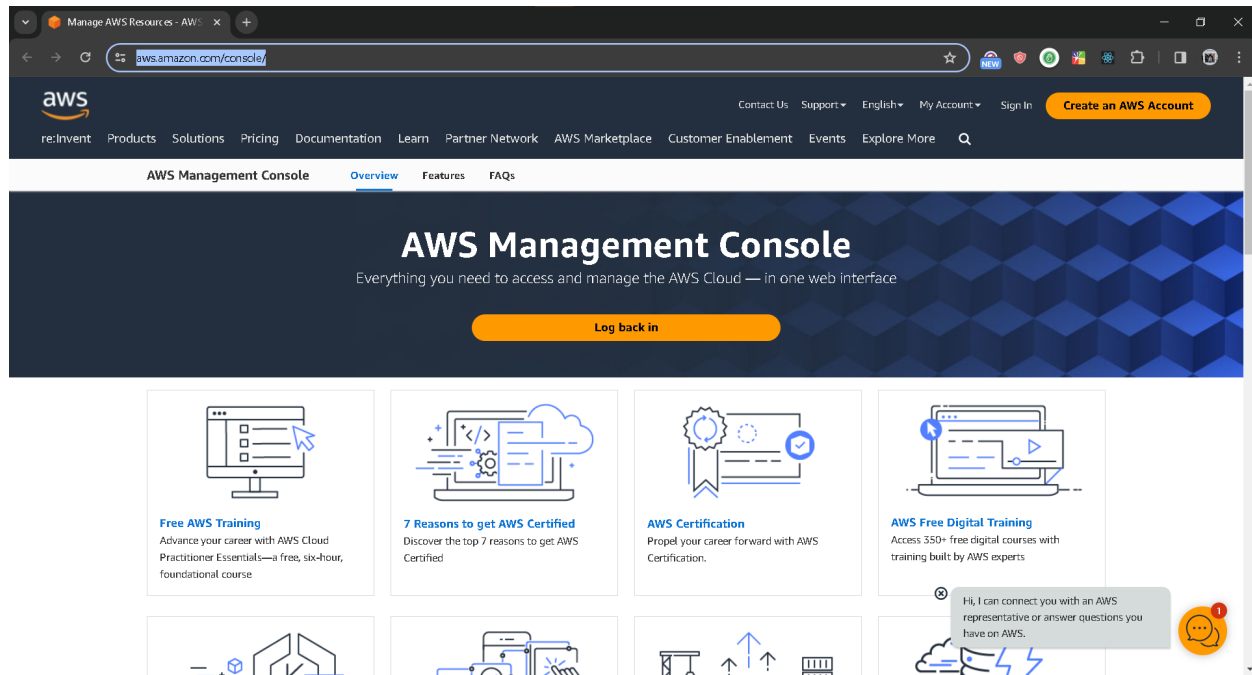 Manage AWS Resources - AWS
aws.amazon.com/console/
NEW
aws
Contact Us Support English My Account Sign In Create an AWS Account
re:Invent Products Solutions Pricing Documentation Learn Partner Network AWS Marketplace Customer Enablement Events Explore More
AWS Management Console Overview Features FAQs
AWS Management Console
Everything you need to access and manage the AWS Cloud — in one web interface
Log back in
Free AWS Training
Advance your career with AWS Cloud
Practitioner Essentials—a free, six-hour,
foundational course
7 Reasons to get AWS Certified
Discover the top 7 reasons to get AWS
Certified
AWS Certification
Propel your career forward with AWS
Certification.
AWS Free Digital Training
Access 350+ free digital courses with
training built by AWS experts
Hi, I can connect you with an AWS
representative or answer questions you
have on AWS.
1